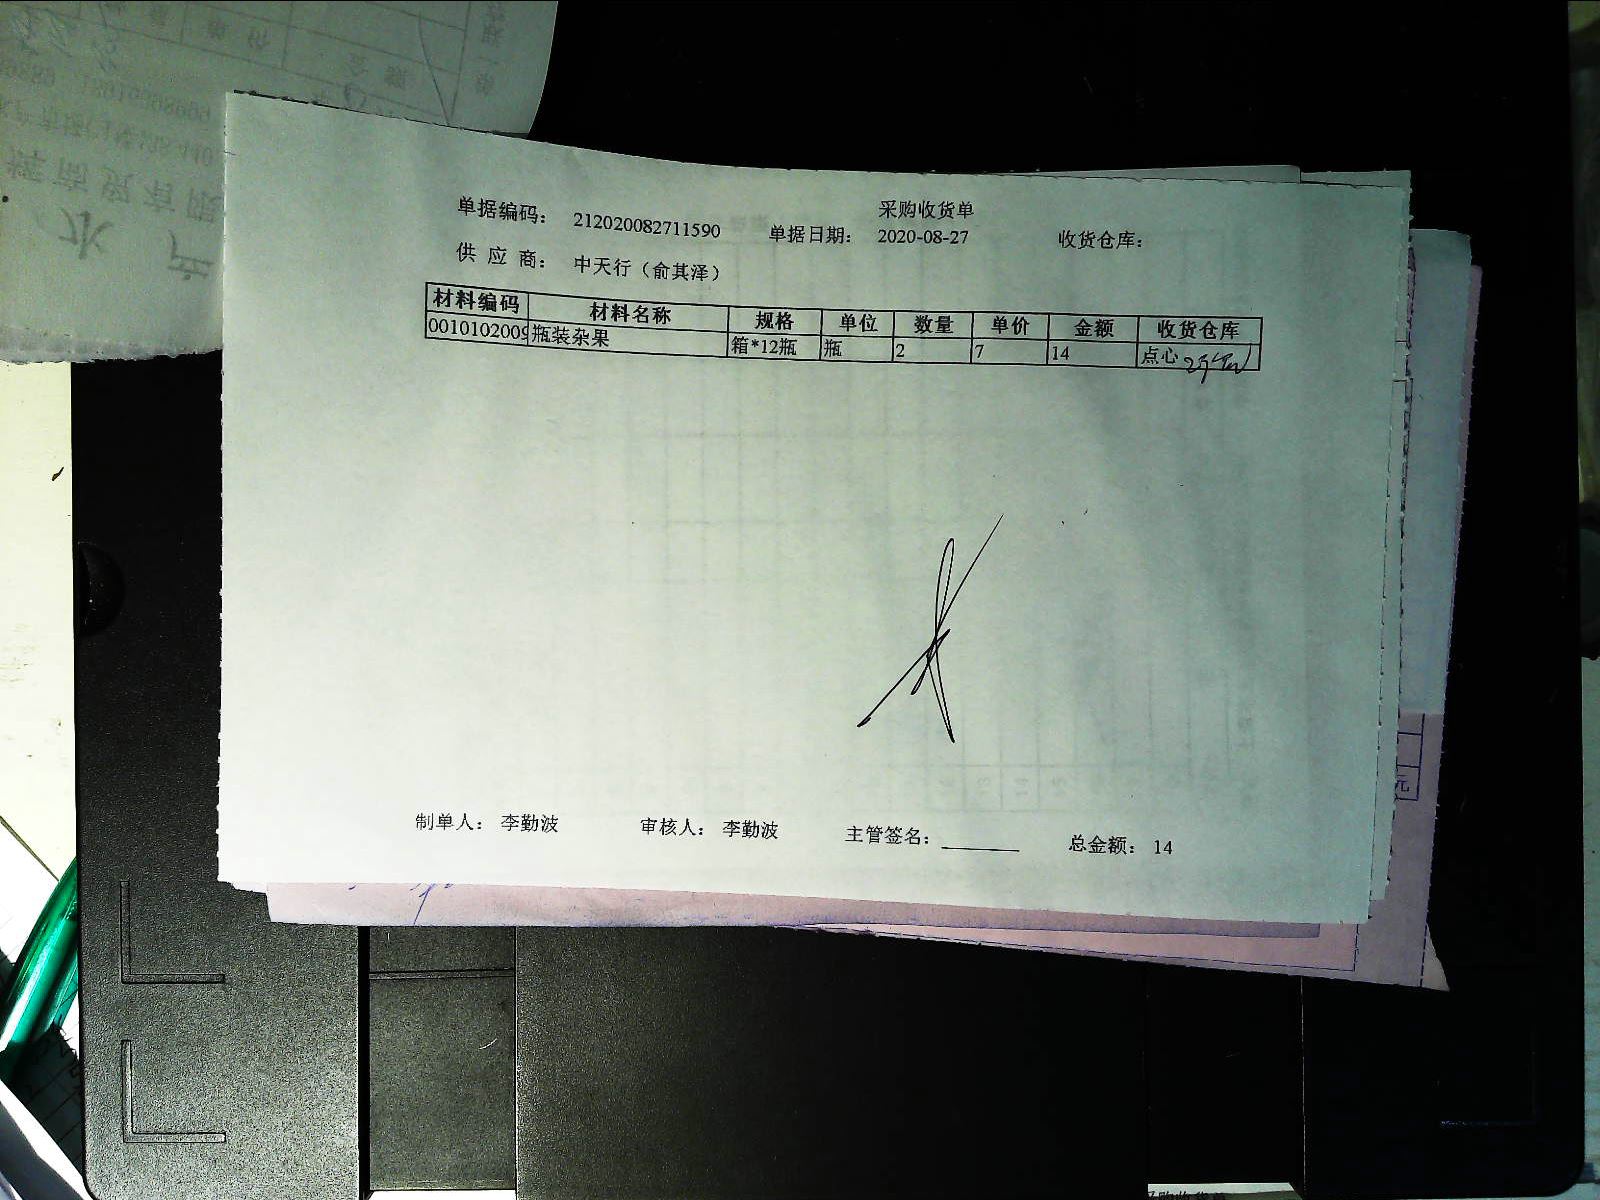 采购收货单
单据编码： 212020082711590 单据日期： 2020-08-27 收货仓库：
供 应 商： 中天行（俞其泽）
材料编码 材料名称 规格 单位 数量 单价 金额 收货仓库
0010102009 瓶装杂果 箱*12瓶 瓶 2 7 14 点心
制单人： 李勤波 审核人： 李勤波 主管签名：______ 总金额： 14
元